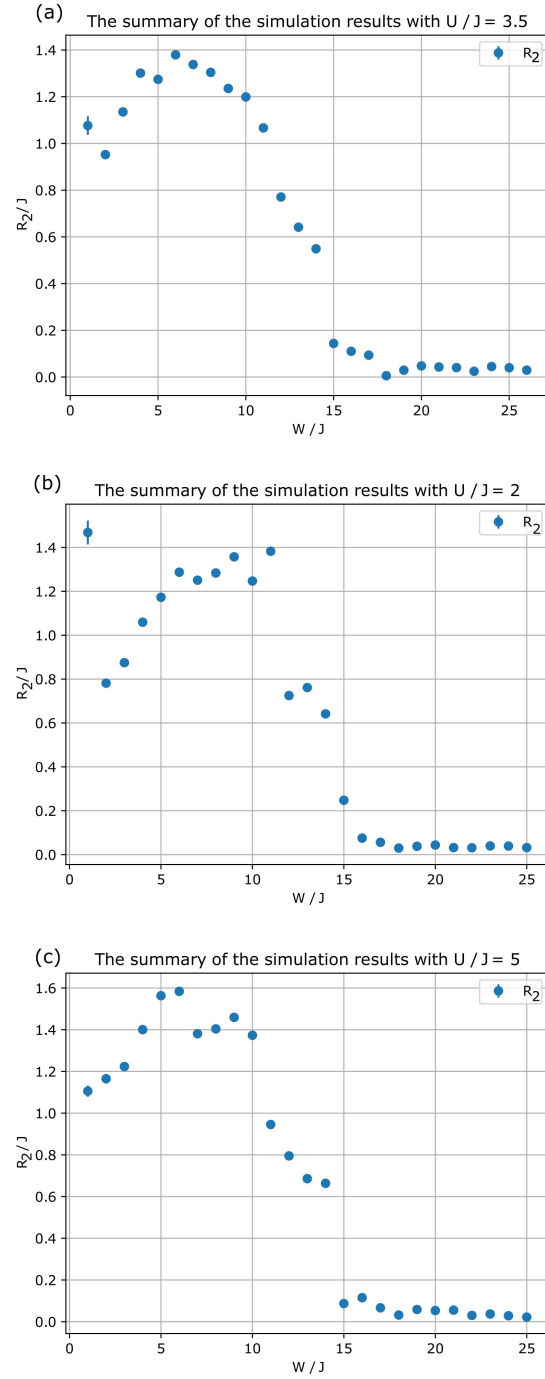 (a)
The summary of the simulation results with U / J = 3.5
R2
1.4
1.2
1.0
0.8
0.6
0.4
0.2
0.0
R2/J
0 5 10 15 20 25
W / J
(b)
The summary of the simulation results with U / J = 2
R2
1.4
1.2
1.0
0.8
0.6
0.4
0.2
0.0
R2/J
0 5 10 15 20 25
W / J
(c)
The summary of the simulation results with U / J = 5
R2
1.6
1.4
1.2
1.0
0.8
0.6
0.4
0.2
0.0
R2/J
0 5 10 15 20 25
W / J